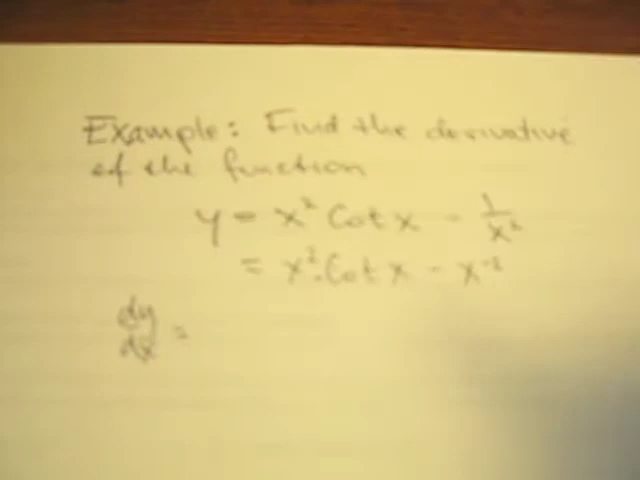 Example: Find the derivative
of the function
y = x² Cot x - 1/x²
= x².Cot x - x⁻²
dy/dx =